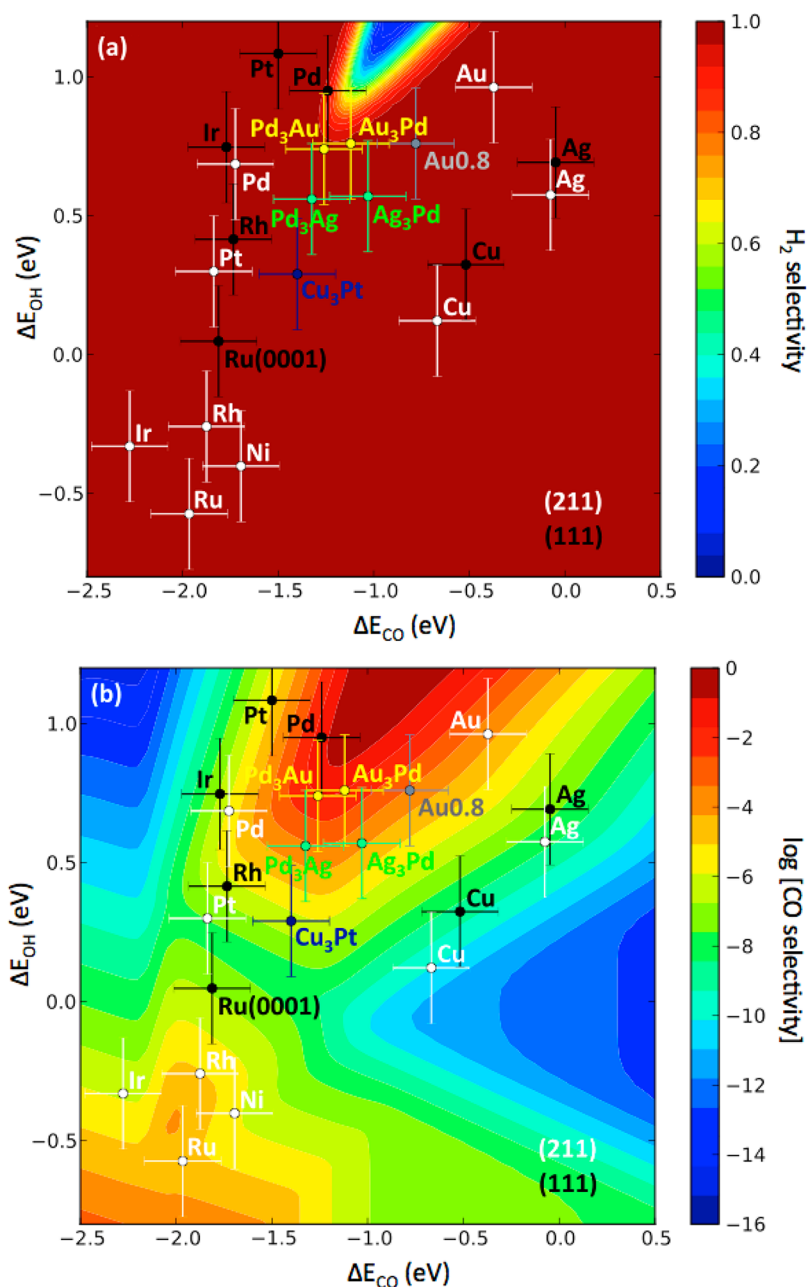 (a)
1.0
0.5
0.0
−0.5
ΔE_OH (eV)
Pt
Pd
Au
Pd₃Au
Au₃Pd
Ir
Pd
Au0.8
Ag
Ag
Pd₃Ag
Ag₃Pd
Rh
Pt
Cu₃Pt
Cu
Cu
Ru(0001)
Rh
Ir
Ni
Ru
(211)
(111)
−2.5 −2.0 −1.5 −1.0 −0.5 0.0 0.5
ΔE_CO (eV)
1.0
0.8
0.6
0.4
0.2
0.0
H₂ selectivity
(b)
1.0
0.5
0.0
−0.5
ΔE_OH (eV)
Pt
Pd
Au
Pd₃Au
Au₃Pd
Ir
Pd
Au0.8
Ag
Ag
Pd₃Ag
Ag₃Pd
Rh
Pt
Cu₃Pt
Cu
Cu
Ru(0001)
Rh
Ir
Ni
Ru
(211)
(111)
−2.5 −2.0 −1.5 −1.0 −0.5 0.0 0.5
ΔE_CO (eV)
0
−2
−4
−6
−8
−10
−12
−14
−16
log [CO selectivity]